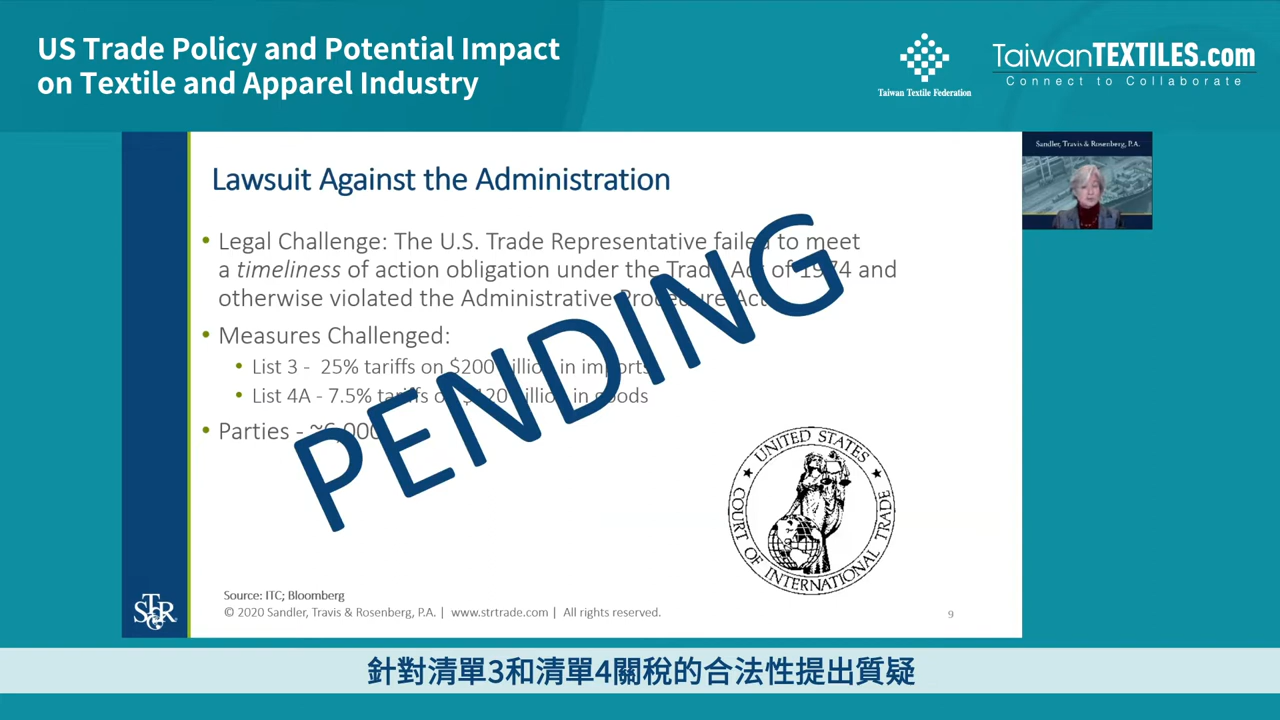 US Trade Policy and Potential Impact
on Textile and Apparel Industry
Taiwan Textile Federation
TaiwanTEXTILES.com
Connect to Collaborate
Sandler, Travis & Rosenberg, P.A.
Lawsuit Against the Administration
• Legal Challenge: The U.S. Trade Representative failed to meet
a timeliness of action obligation under the Trade Act of 1974 and
otherwise violated the Administrative Procedure Act
• Measures Challenged:
• List 3 - 25% tariffs on $200 billion in imports
• List 4A - 7.5% tariffs on $120 billion in goods
• Parties - ~6,000
PENDING
UNITED STATES
COURT OF INTERNATIONAL TRADE
Source: ITC; Bloomberg
© 2020 Sandler, Travis & Rosenberg, P.A. | www.strtrade.com | All rights reserved.
9
ST&R
針對清單3和清單4關稅的合法性提出質疑